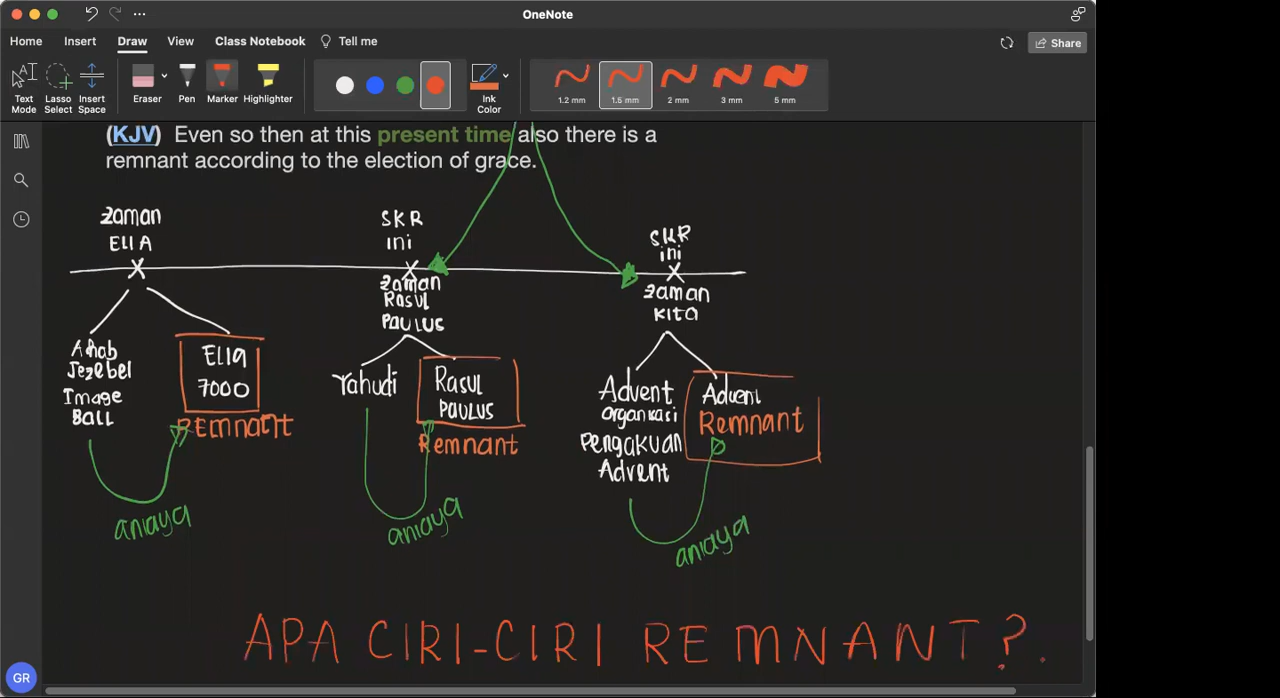 OneNote
Home Insert Draw View Class Notebook Tell me
Share
Text Mode
Lasso Select
Insert Space
Eraser
Pen
Marker
Highlighter
Ink Color
1.2 mm
1.5 mm
2 mm
3 mm
5 mm
(KJV) Even so then at this present time also there is a
remnant according to the election of grace.
Zaman
ELIA
SKR
ini
Zaman
Rasul
PAULUS
SKR
ini
Zaman
KITA
Ahab
Jezebel
Image
BALL
ELIA
7000
REMNANT
aniaya
Yahudi
Rasul
PAULUS
Remnant
aniaya
Advent
Organisasi
Pengakuan
Advent
Advent
Remnant
aniaya
APA CIRI-CIRI REMNANT?.
GR